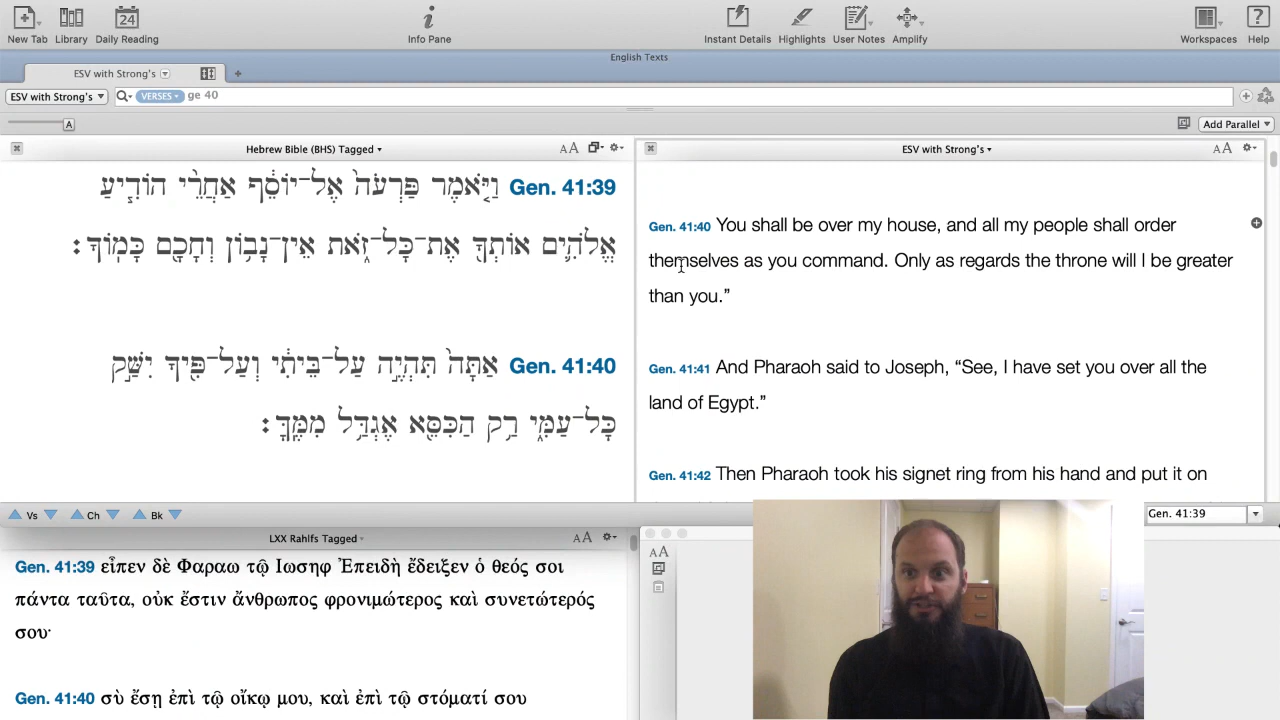 New Tab
Library
Daily Reading
24
Info Pane
Instant Details
Highlights
User Notes
Amplify
Workspaces
Help
English Texts
ESV with Strong's
ESV with Strong's
VERSES
ge 40
A
Add Parallel
Hebrew Bible (BHS) Tagged
AA
Gen. 41:39 וַיֹּ֤אמֶר פַּרְעֹה֙ אֶל־יוֹסֵ֔ף אַחֲרֵ֨י הוֹדִ֧יעַ
אֱלֹהִ֛ים אוֹתְךָ֖ אֶת־כָּל־זֹ֑את אֵין־נָב֥וֹן וְחָכָ֖ם כָּמֽוֹךָ׃
Gen. 41:40 אַתָּה֙ תִּהְיֶ֣ה עַל־בֵּיתִ֔י וְעַל־פִּ֖יךָ יִשַּׁ֣ק
כָּל־עַמִּ֑י רַ֥ק הַכִּסֵּ֖א אֶגְדַּ֥ל מִמֶּֽךָּ׃
ESV with Strong's
AA
Gen. 41:40 You shall be over my house, and all my people shall order
themselves as you command. Only as regards the throne will I be greater
than you.”
Gen. 41:41 And Pharaoh said to Joseph, “See, I have set you over all the
land of Egypt.”
Gen. 41:42 Then Pharaoh took his signet ring from his hand and put it on
Vs
Ch
Bk
Gen. 41:39
LXX Rahlfs Tagged
AA
Gen. 41:39 εἶπεν δὲ Φαραω τῷ Ιωσηφ Ἐπειδὴ ἔδειξεν ὁ θεός σοι
πάντα ταῦτα, οὐκ ἔστιν ἄνθρωπος φρονιμώτερος καὶ συνετώτερός
σου·
Gen. 41:40 σὺ ἔσῃ ἐπὶ τῷ οἴκῳ μου, καὶ ἐπὶ τῷ στόματί σου
AA